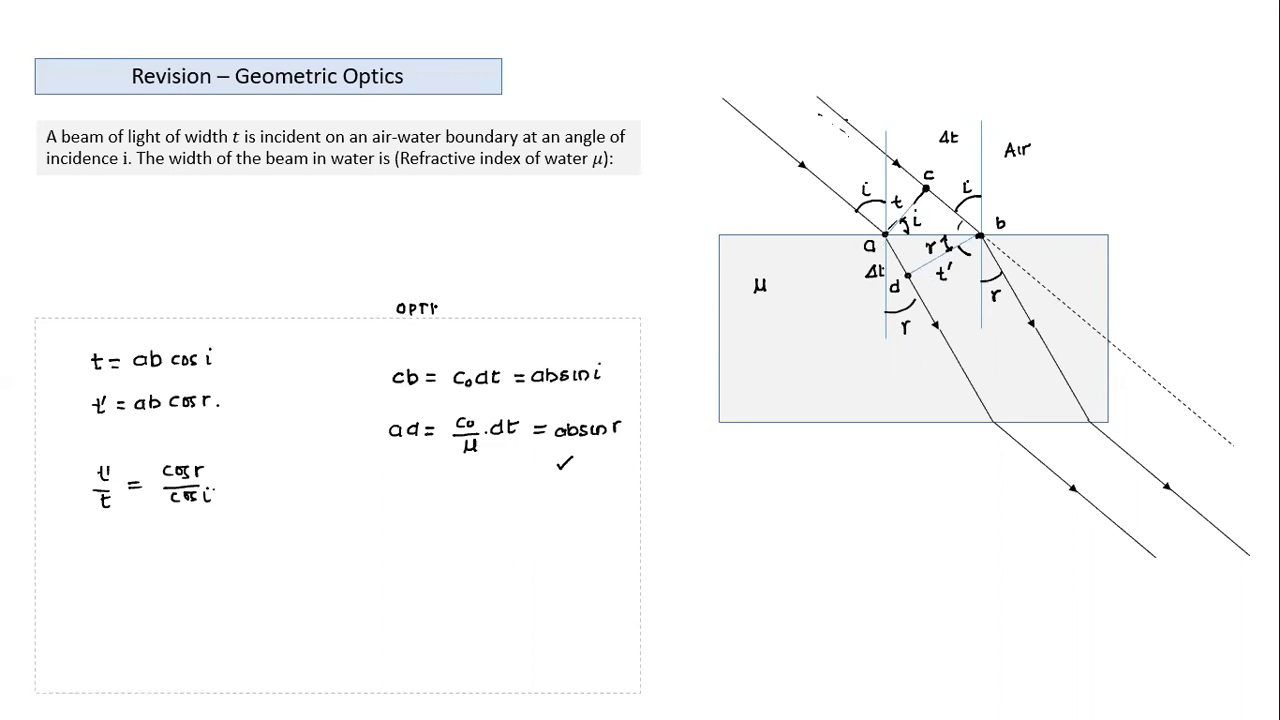 Revision – Geometric Optics
A beam of light of width t is incident on an air-water boundary at an angle of
incidence i. The width of the beam in water is (Refractive index of water μ):
OPTI
t = ab cos i
t' = ab cos r.
t'/t = cos r/cos i
cb = c₀dt = ab sin i
ad = c₀/μ . dt = ab sin r
✓
Δt
Air
c
i
t
i
i
b
a
r
t'
Δt
d
μ
r
r